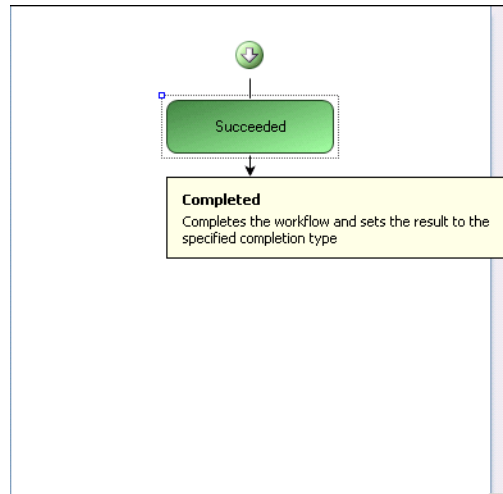 Succeeded
Completed
Completes the workflow and sets the result to the
specified completion type